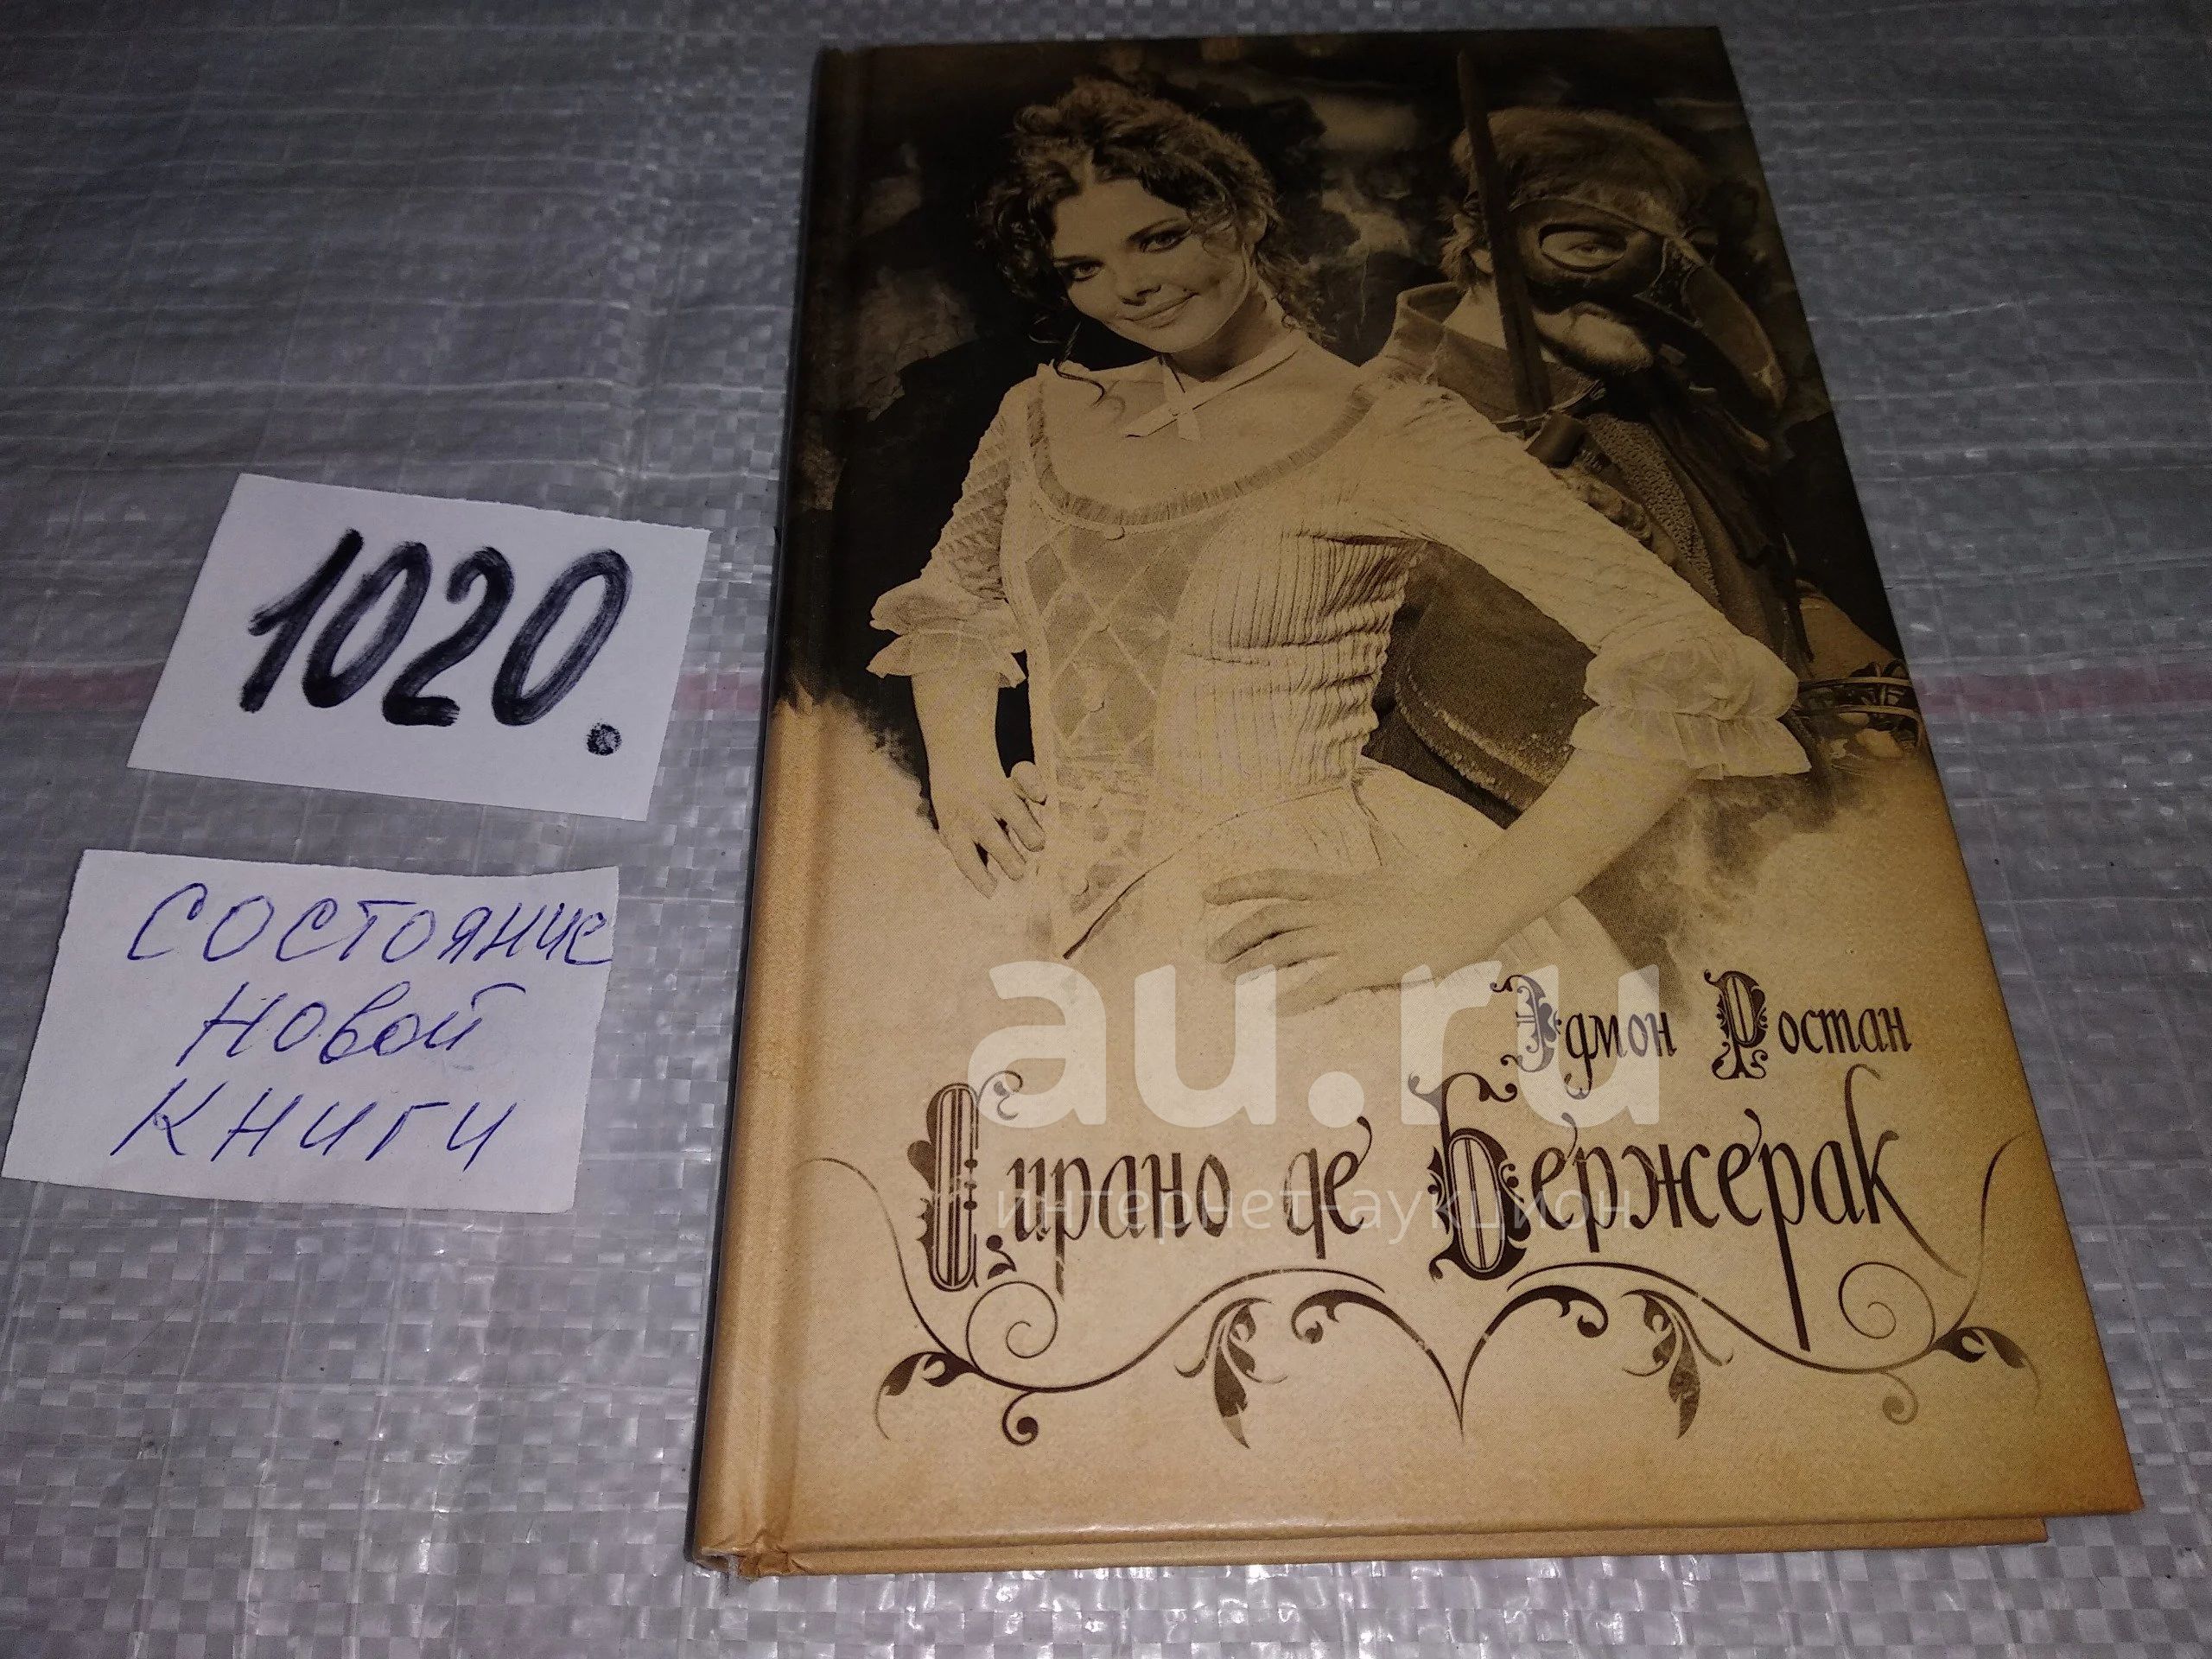 1020.
состояние
новой
книги
Эдмон Ростан
Сирано де Бержерак
au.ru
интернет-аукцион